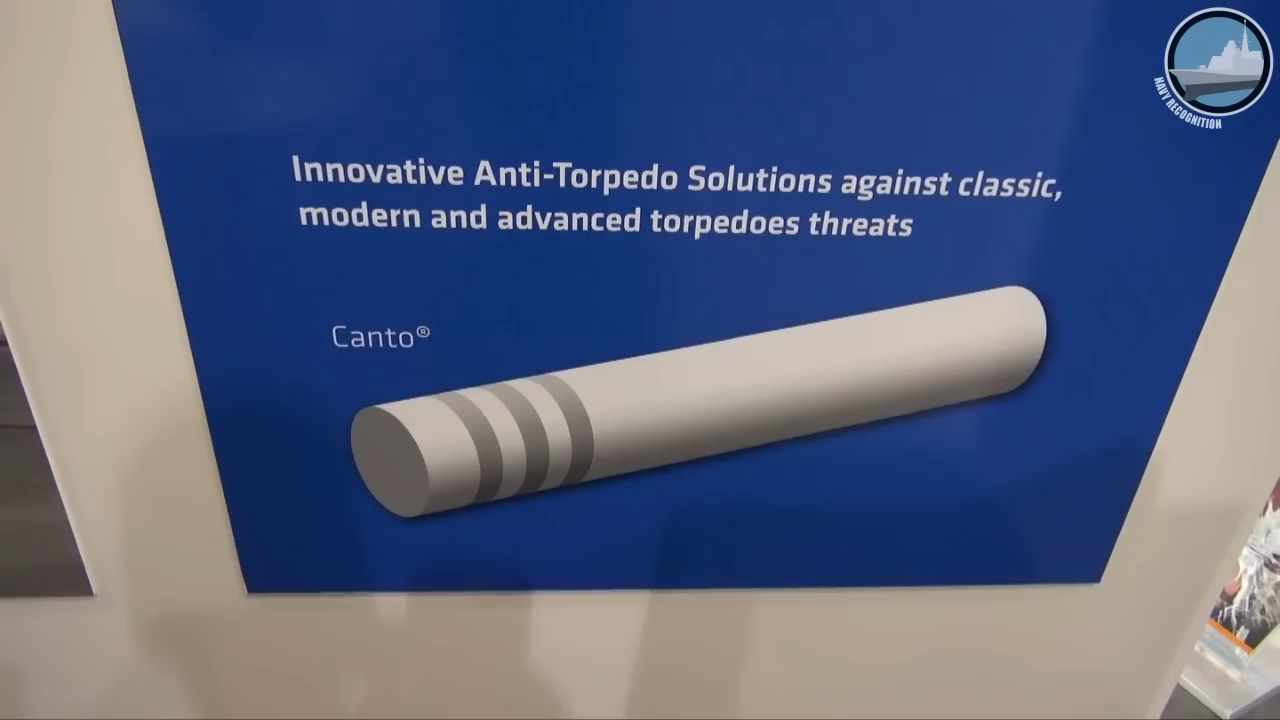 NAVY RECOGNITION
Innovative Anti-Torpedo Solutions against classic,
modern and advanced torpedoes threats
Canto®